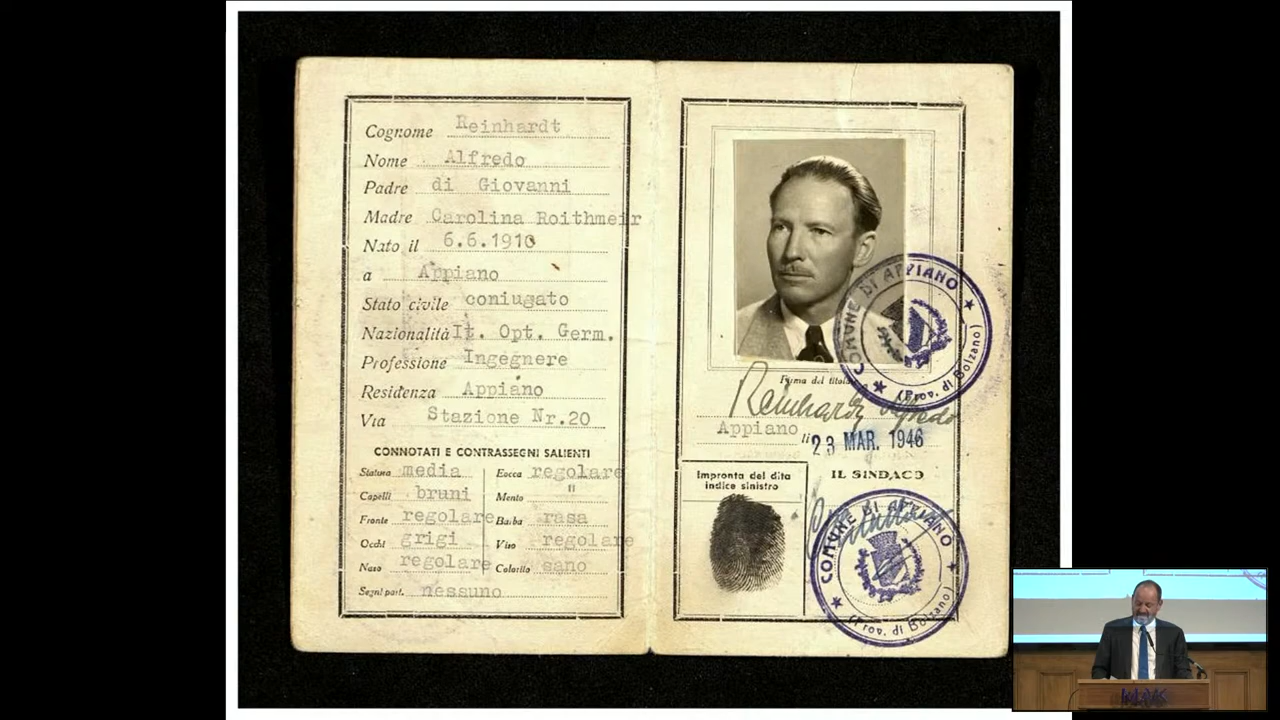 Cognome Reinhardt
Nome Alfredo
Padre di Giovanni
Madre Carolina Roithmeir
Nato il 6.6.1910
a Appiano
Stato civile coniugato
Nazionalità It. Opt. Germ.
Professione Ingegnere
Residenza Appiano
Via Stazione Nr.20
CONNOTATI E CONTRASSEGNI SALIENTI
Statura media
Capelli bruni
Fronte regolare
Occhi grigi
Naso regolare
Segni part. nessuno
Bocca regolare
Mento "
Barba rasa
Viso regolare
Colorito sano
COMUNE DI APPIANO
(Prov. di Bolzano)
Firma del titolare
Reinhardt Alfredo
Appiano li 23 MAR. 1946
Impronta del dita
indice sinistro
IL SINDACO
COMUNE DI APPIANO
(Prov. di Bolzano)